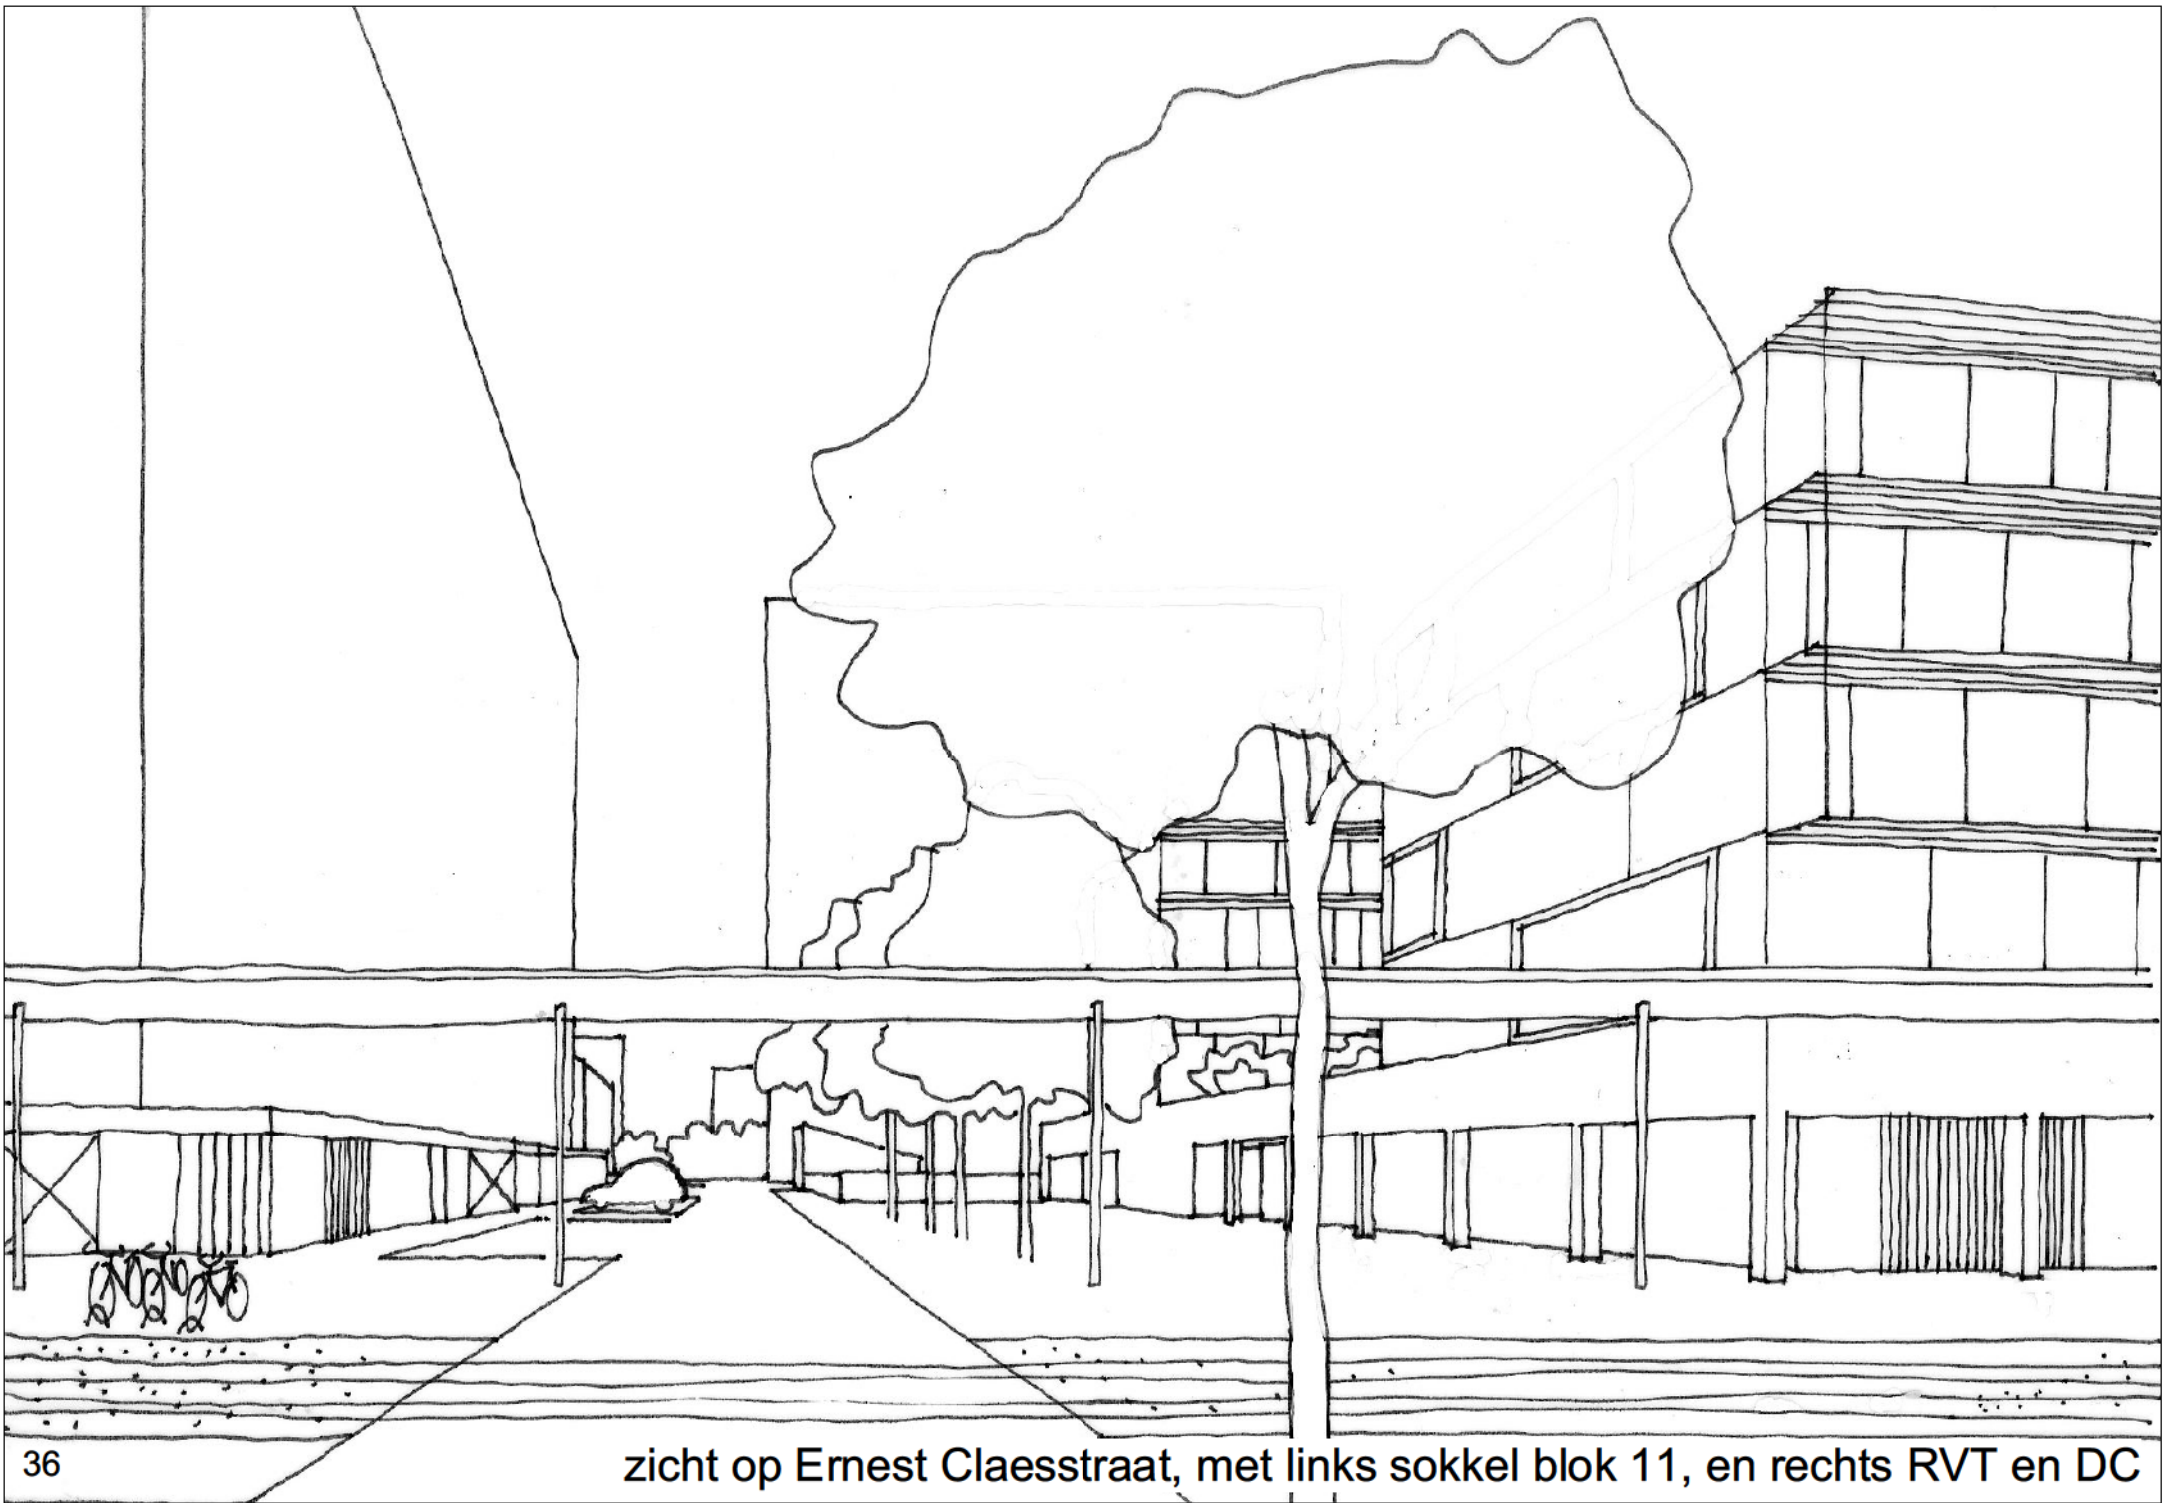 36
zicht op Ernest Claesstraat, met links sokkel blok 11, en rechts RVT en DC